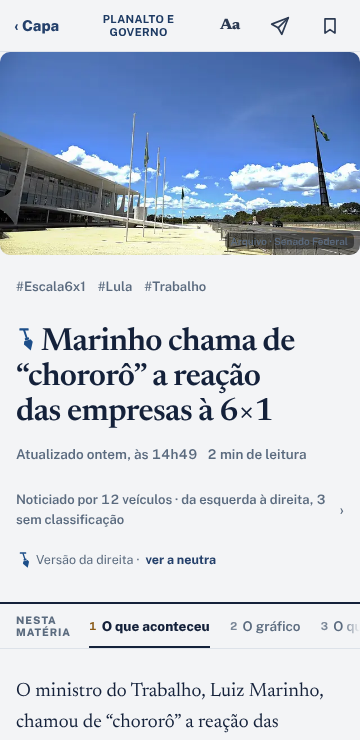 ‹ Capa
PLANALTO E
GOVERNO
Aa
Arquivo Senado Federal
#Escala6x1 #Lula #Trabalho
Marinho chama de
“chororô” a reação
das empresas à 6×1
Atualizado ontem, às 14h49 2 min de leitura
Noticiado por 12 veículos · da esquerda à direita, 3
sem classificação
›
Versão da direita · ver a neutra
NESTA
MATÉRIA
1 O que aconteceu 2 O gráfico 3 O
O ministro do Trabalho, Luiz Marinho,
chamou de “chororô” a reação das